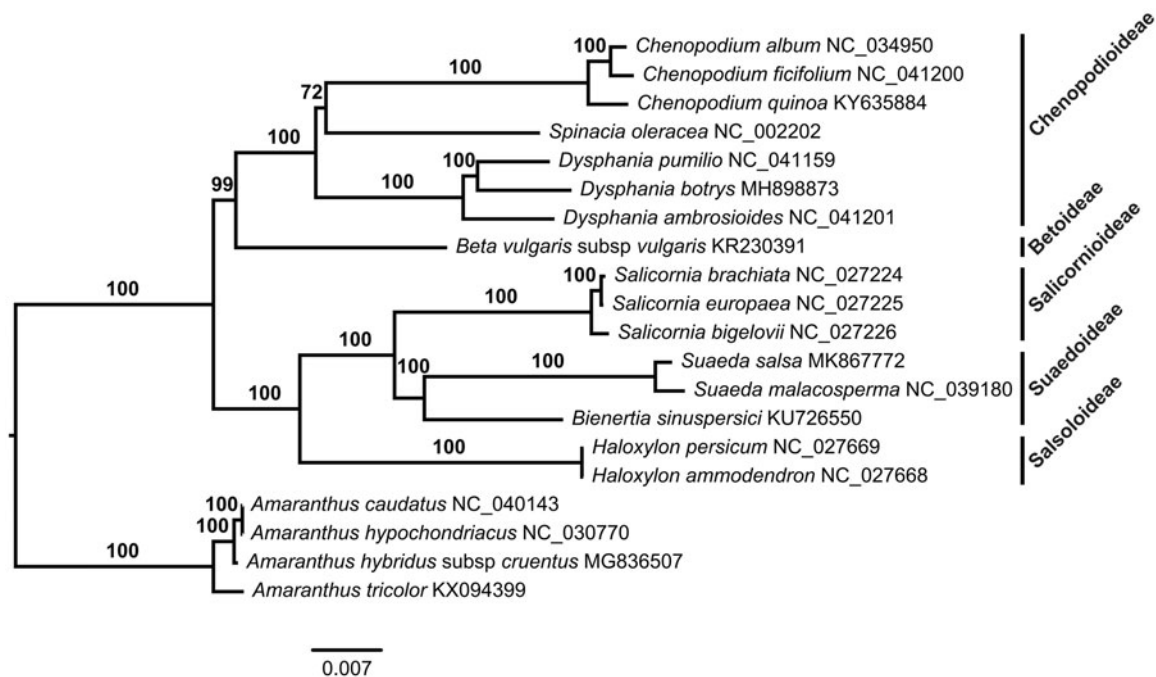 100 Chenopodium album NC_034950
100
Chenopodium ficifolium NC_041200
72
Chenopodium quinoa KY635884
100
Spinacia oleracea NC_002202
100 Dysphania pumilio NC_041159
99
100
Dysphania botrys MH898873
Dysphania ambrosioides NC_041201
Beta vulgaris subsp vulgaris KR230391
100
100 Salicornia brachiata NC_027224
100
Salicornia europaea NC_027225
Salicornia bigelovii NC_027226
100
100
Suaeda salsa MK867772
100
100
Suaeda malacosperma NC_039180
Bienertia sinuspersici KU726550
100
Haloxylon persicum NC_027669
Haloxylon ammodendron NC_027668
100 Amaranthus caudatus NC_040143
100
Amaranthus hypochondriacus NC_030770
100
Amaranthus hybridus subsp cruentus MG836507
Amaranthus tricolor KX094399
0.007
Chenopodioideae
Betoideae
Salicornioideae
Suaedoideae
Salsoloideae